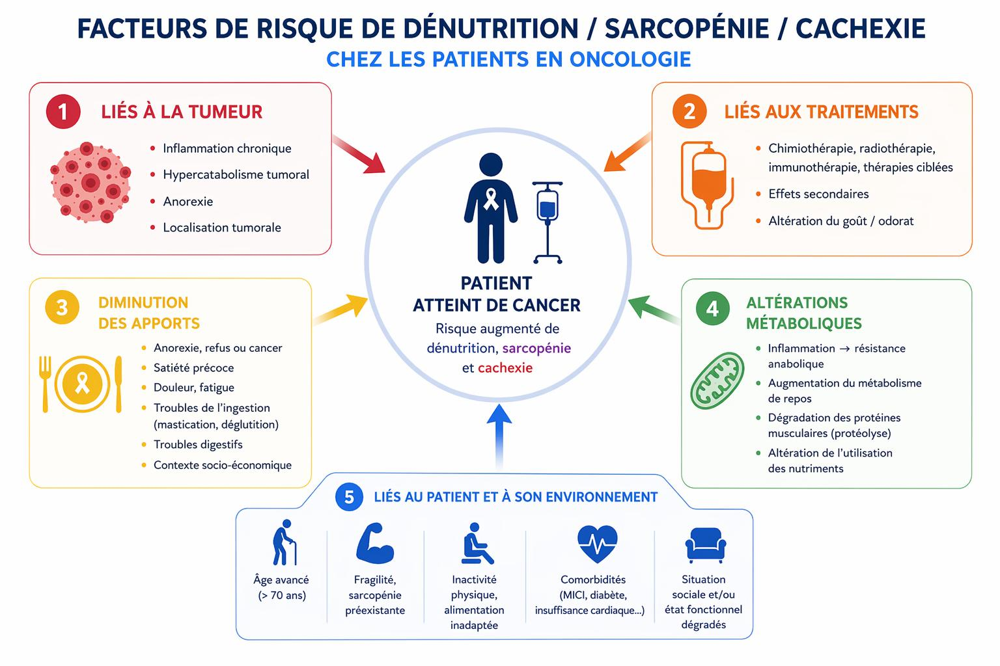 FACTEURS DE RISQUE DE DÉNUTRITION / SARCOPÉNIE / CACHEXIE
CHEZ LES PATIENTS EN ONCOLOGIE
1 LIÉS À LA TUMEUR
• Inflammation chronique
• Hypercatabolisme tumoral
• Anorexie
• Localisation tumorale
2 LIÉS AUX TRAITEMENTS
• Chimiothérapie, radiothérapie,
immunothérapie, thérapies ciblées
• Effets secondaires
• Altération du goût / odorat
PATIENT
ATTEINT DE CANCER
Risque augmenté de
dénutrition, sarcopénie
et cachexie
3 DIMINUTION
DES APPORTS
• Anorexie, refus ou cancer
• Satiété précoce
• Douleur, fatigue
• Troubles de l'ingestion
(mastication, déglutition)
• Troubles digestifs
• Contexte socio-économique
4 ALTÉRATIONS
MÉTABOLIQUES
• Inflammation → résistance
anabolique
• Augmentation du métabolisme
de repos
• Dégradation des protéines
musculaires (protéolyse)
• Altération de l'utilisation
des nutriments
5 LIÉS AU PATIENT ET À SON ENVIRONNEMENT
Âge avancé
(> 70 ans)
Fragilité,
sarcopénie
préexistante
Inactivité
physique,
alimentation
inadaptée
Comorbidités
(MICI, diabète,
insuffisance cardiaque...)
Situation
sociale et/ou
état fonctionnel
dégradés